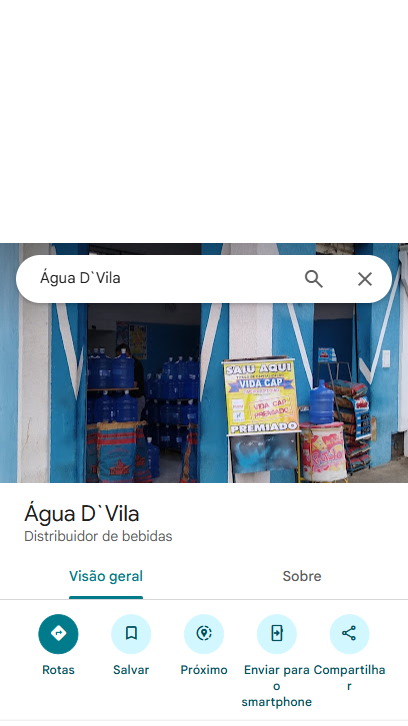 Água D`Vila
SAIU AQUI
VIDA CAP
VIDA CAP
PREMIADO
PREMIADO
Água D`Vila
Distribuidor de bebidas
Visão geral
Sobre
Rotas
Salvar
Próximo
Enviar para
o
smartphone
Compartilha
r